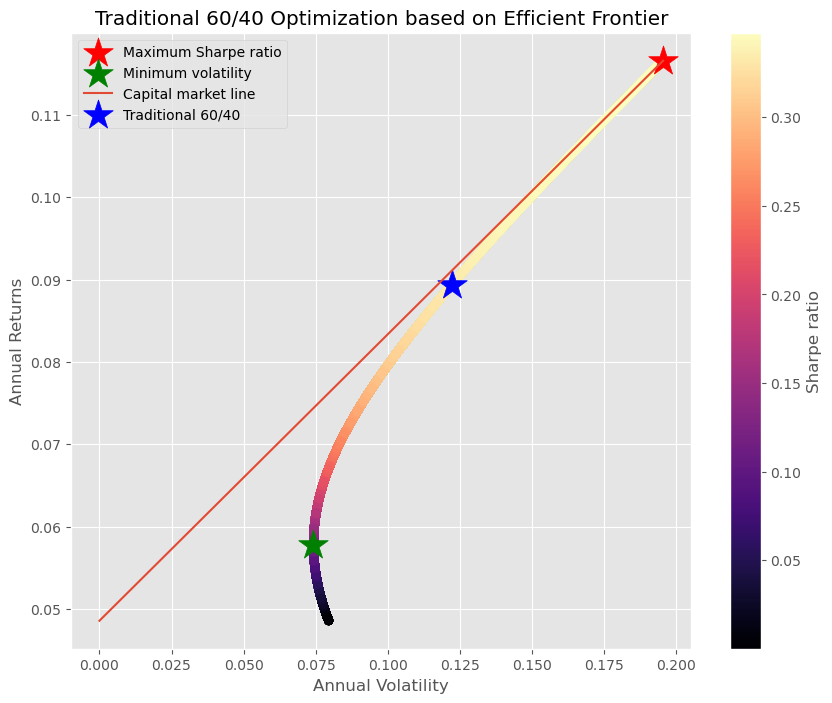 Traditional 60/40 Optimization based on Efficient Frontier
Maximum Sharpe ratio
Minimum volatility
Capital market line
Traditional 60/40
0.11
0.10
0.09
0.08
0.07
0.06
0.05
Annual Returns
0.000 0.025 0.050 0.075 0.100 0.125 0.150 0.175 0.200
Annual Volatility
0.30
0.25
0.20
0.15
0.10
0.05
Sharpe ratio